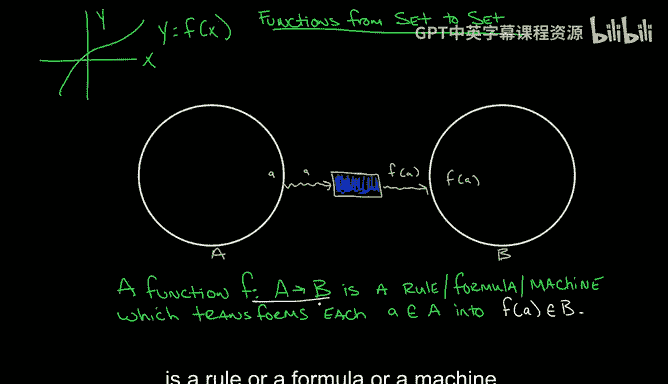 Functions from Set to Set
GPT中英字幕课程资源 bilibili
Y
y = f(x)
X
a
a
f(a)
f(a)
A
B
A function f: A → B is A RULE/FORMULA/MACHINE
which transforms each a ∈ A into f(a) ∈ B.
is a rule or a formula or a machine